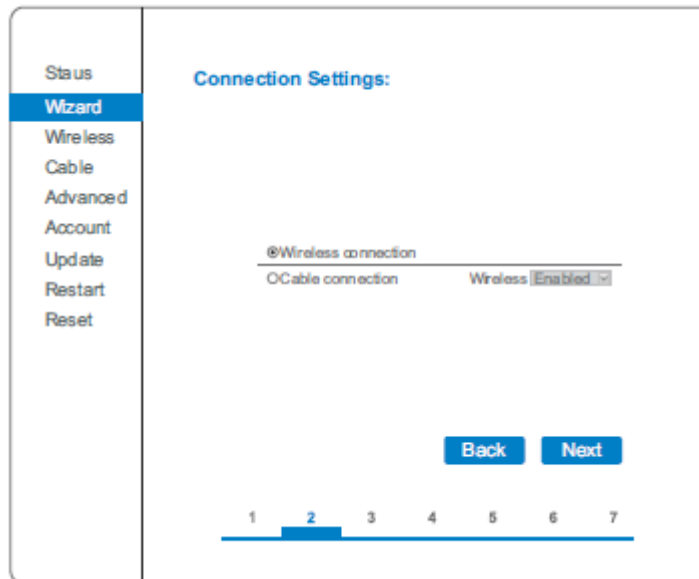 Staus
Wizard
Wireless
Cable
Advanced
Account
Update
Restart
Reset
Connection Settings:
Wireless connection
Cable connection Wireless Enabled
Back Next
1 2 3 4 5 6 7